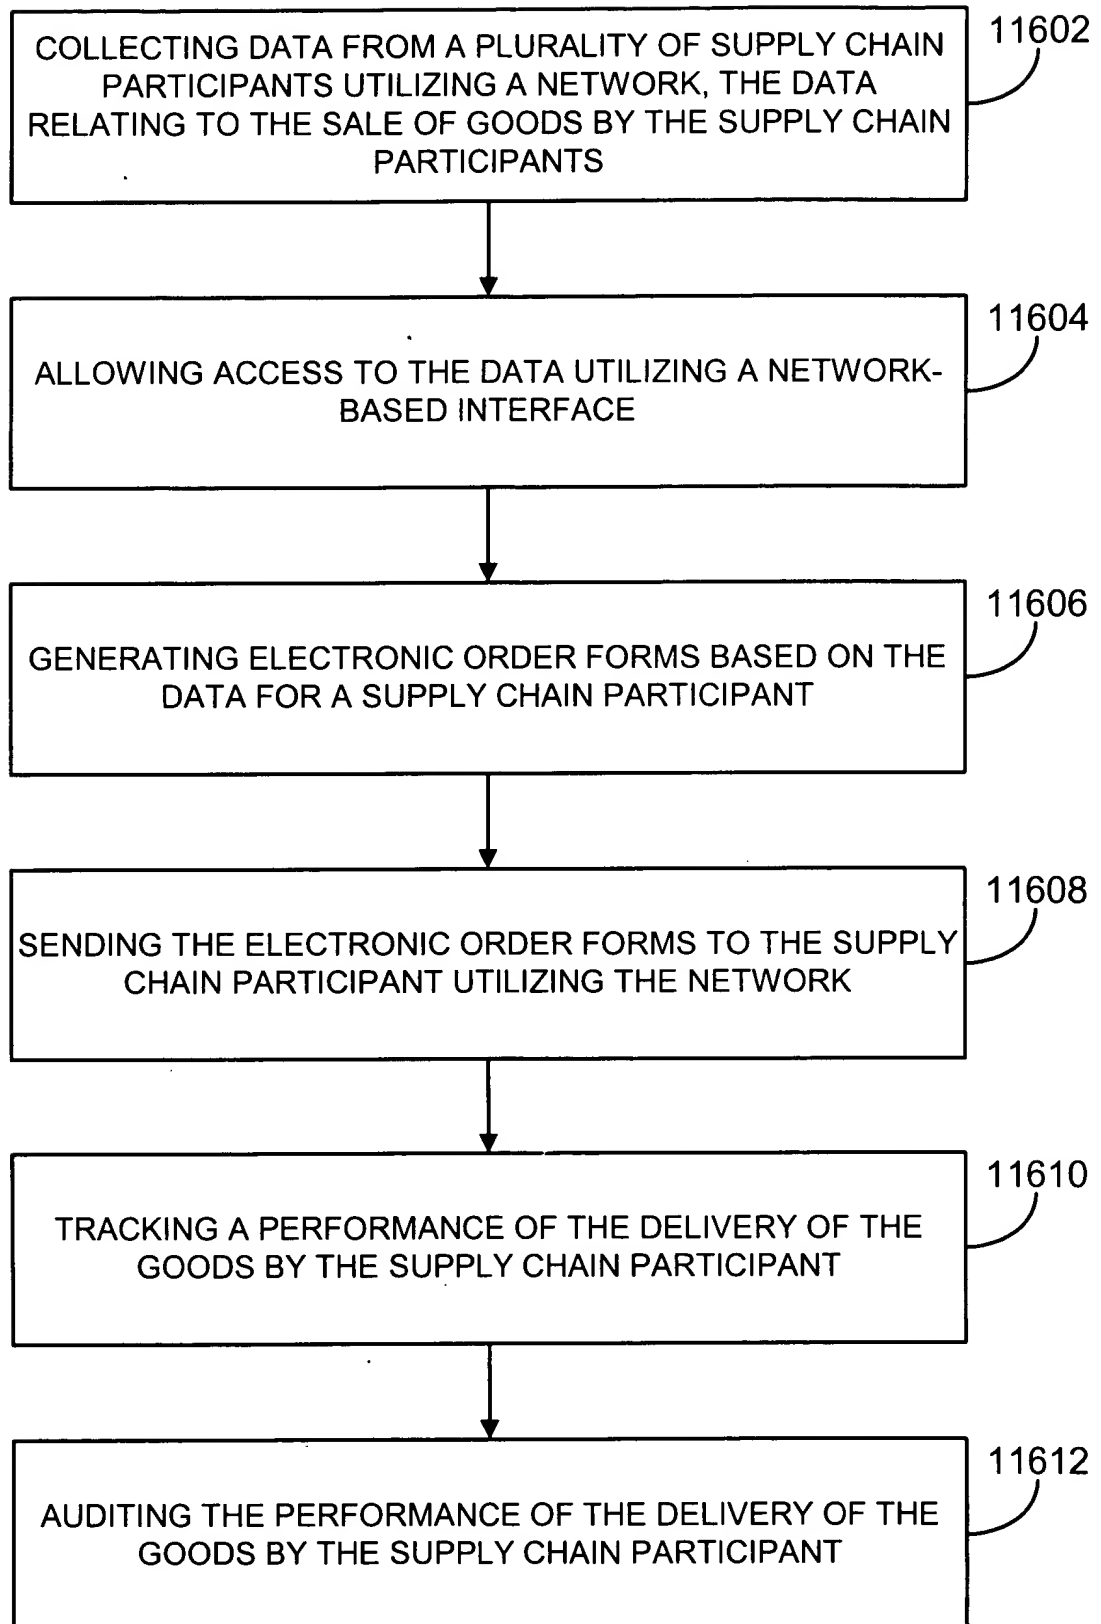 COLLECTING DATA FROM A PLURALITY OF SUPPLY CHAIN
PARTICIPANTS UTILIZING A NETWORK, THE DATA
RELATING TO THE SALE OF GOODS BY THE SUPPLY CHAIN
PARTICIPANTS
11602
ALLOWING ACCESS TO THE DATA UTILIZING A NETWORK-
BASED INTERFACE
11604
GENERATING ELECTRONIC ORDER FORMS BASED ON THE
DATA FOR A SUPPLY CHAIN PARTICIPANT
11606
SENDING THE ELECTRONIC ORDER FORMS TO THE SUPPLY
CHAIN PARTICIPANT UTILIZING THE NETWORK
11608
TRACKING A PERFORMANCE OF THE DELIVERY OF THE
GOODS BY THE SUPPLY CHAIN PARTICIPANT
11610
AUDITING THE PERFORMANCE OF THE DELIVERY OF THE
GOODS BY THE SUPPLY CHAIN PARTICIPANT
11612